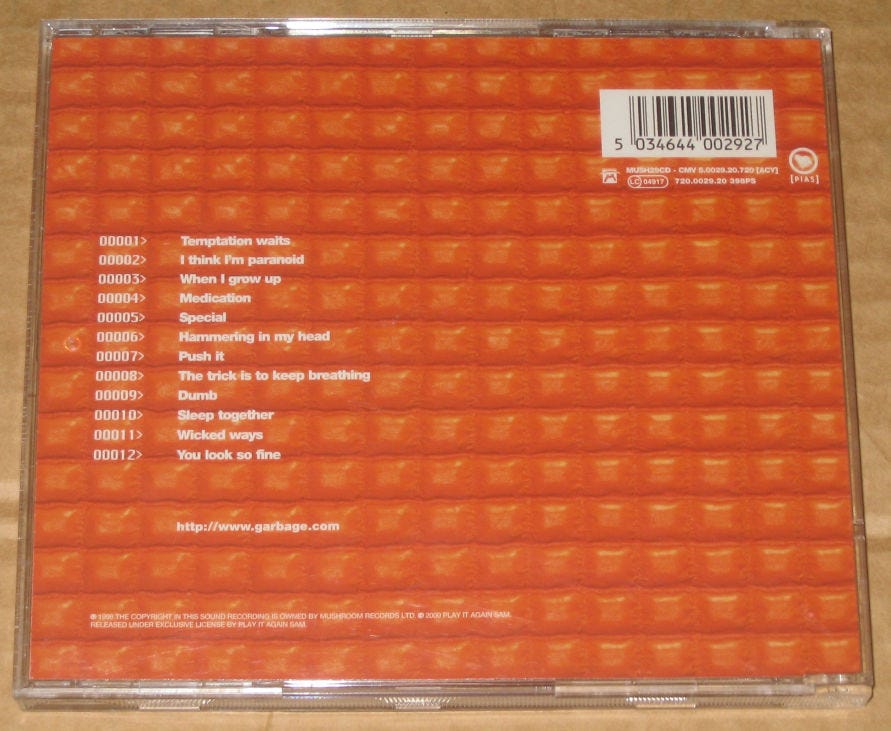 5 034644 002927
MUSH29CD - CMV 5.0029.20.720 [ACY]
LC 04917 720.0029.20 398PS
[PIAS]
00001> Temptation waits
00002> I think I'm paranoid
00003> When I grow up
00004> Medication
00005> Special
00006> Hammering in my head
00007> Push it
00008> The trick is to keep breathing
00009> Dumb
00010> Sleep together
00011> Wicked ways
00012> You look so fine
http://www.garbage.com
℗ 1998 THE COPYRIGHT IN THIS SOUND RECORDING IS OWNED BY MUSHROOM RECORDS LTD. ℗ 2000 PLAY IT AGAIN SAM.
RELEASED UNDER EXCLUSIVE LICENSE BY PLAY IT AGAIN SAM.